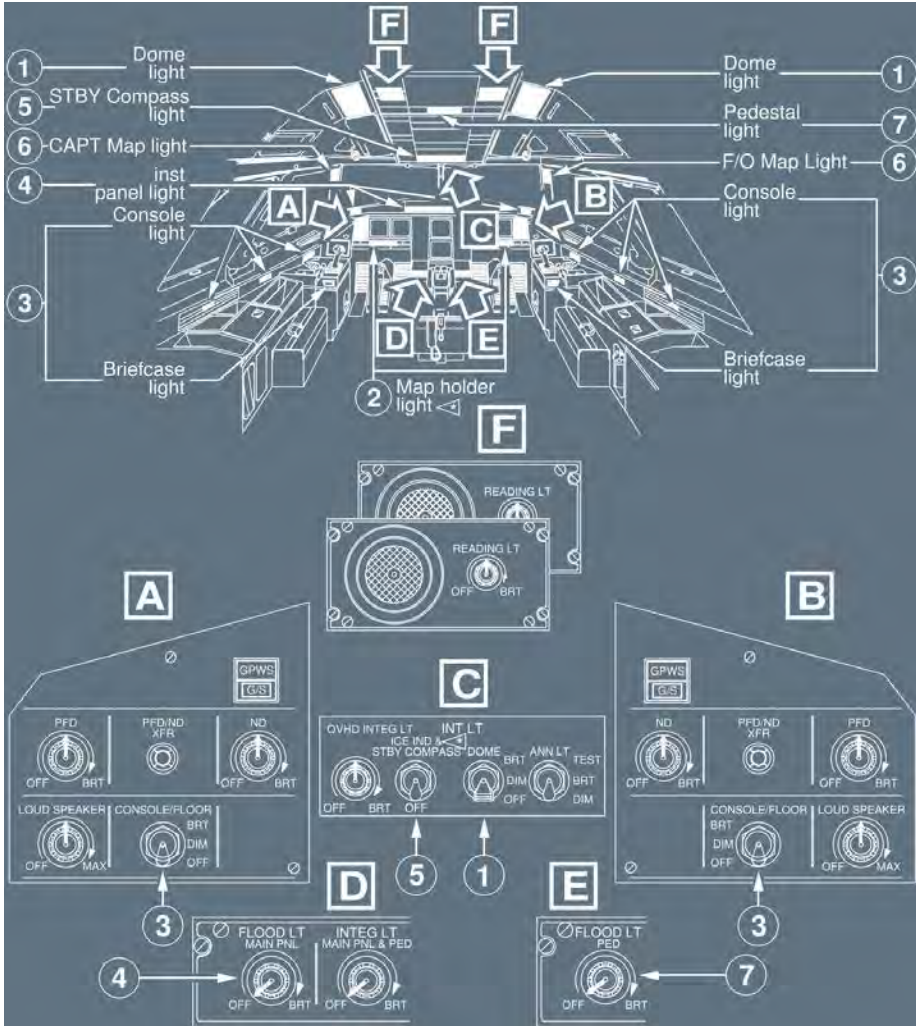 F F
1 Dome light
Dome light 1
5 STBY Compass light
Pedestal light 7
6 CAPT Map light
F/O Map Light 6
4 inst panel light
A B C
Console light
Console light
3
3
D E
Briefcase light
Briefcase light
2 Map holder light
F
READING LT
READING LT
OFF BRT
A
GPWS
G/S
PFD
PFD/ND XFR
ND
OFF BRT
OFF BRT
LOUD SPEAKER
CONSOLE/FLOOR
BRT
DIM
OFF
OFF MAX
3
C
OVHD INTEG LT
INT LT
ICE IND &
STBY COMPASS
DOME
ANN LT
BRT
DIM
OFF
TEST
BRT
DIM
OFF BRT
OFF
5 1
B
GPWS
G/S
ND
PFD/ND XFR
PFD
OFF BRT
OFF BRT
CONSOLE/FLOOR
LOUD SPEAKER
BRT
DIM
OFF
OFF MAX
3
D
FLOOD LT
MAIN PNL
INTEG LT
MAIN PNL & PED
4
OFF BRT
OFF BRT
E
FLOOD LT
PED
OFF BRT
7